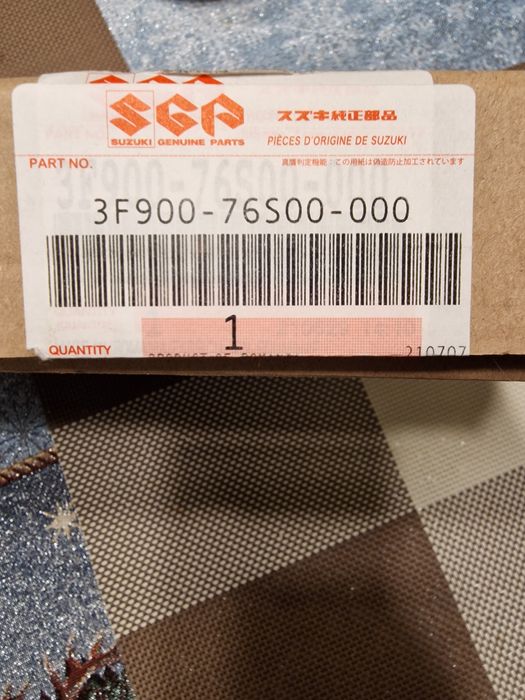 SGP
SUZUKI GENUINE PARTS
スズキ純正部品
PIÈCES D'ORIGINE DE SUZUKI
PART NO.
真贋判定機能：この用紙は偽造防止加工されています
3F900-76S00-000
QUANTITY
1
210707